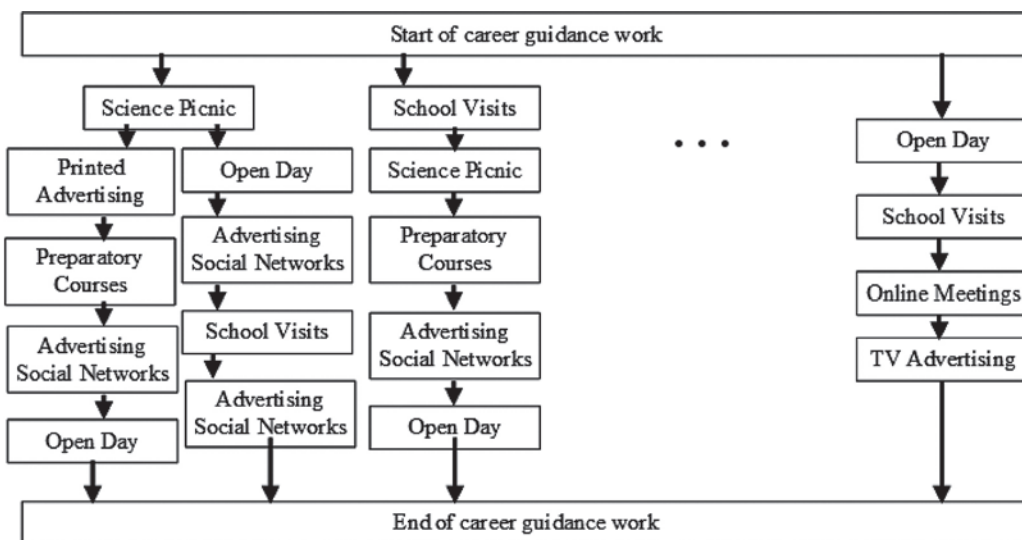 Start of career guidance work
Science Picnic
Printed
Advertising
Preparatory
Courses
Advertising
Social Networks
Open Day
Open Day
Advertising
Social Networks
School Visits
Advertising
Social Networks
School Visits
Science Picnic
Preparatory
Courses
Advertising
Social Networks
Open Day
• • •
Open Day
School Visits
Online Meetings
TV Advertising
End of career guidance work